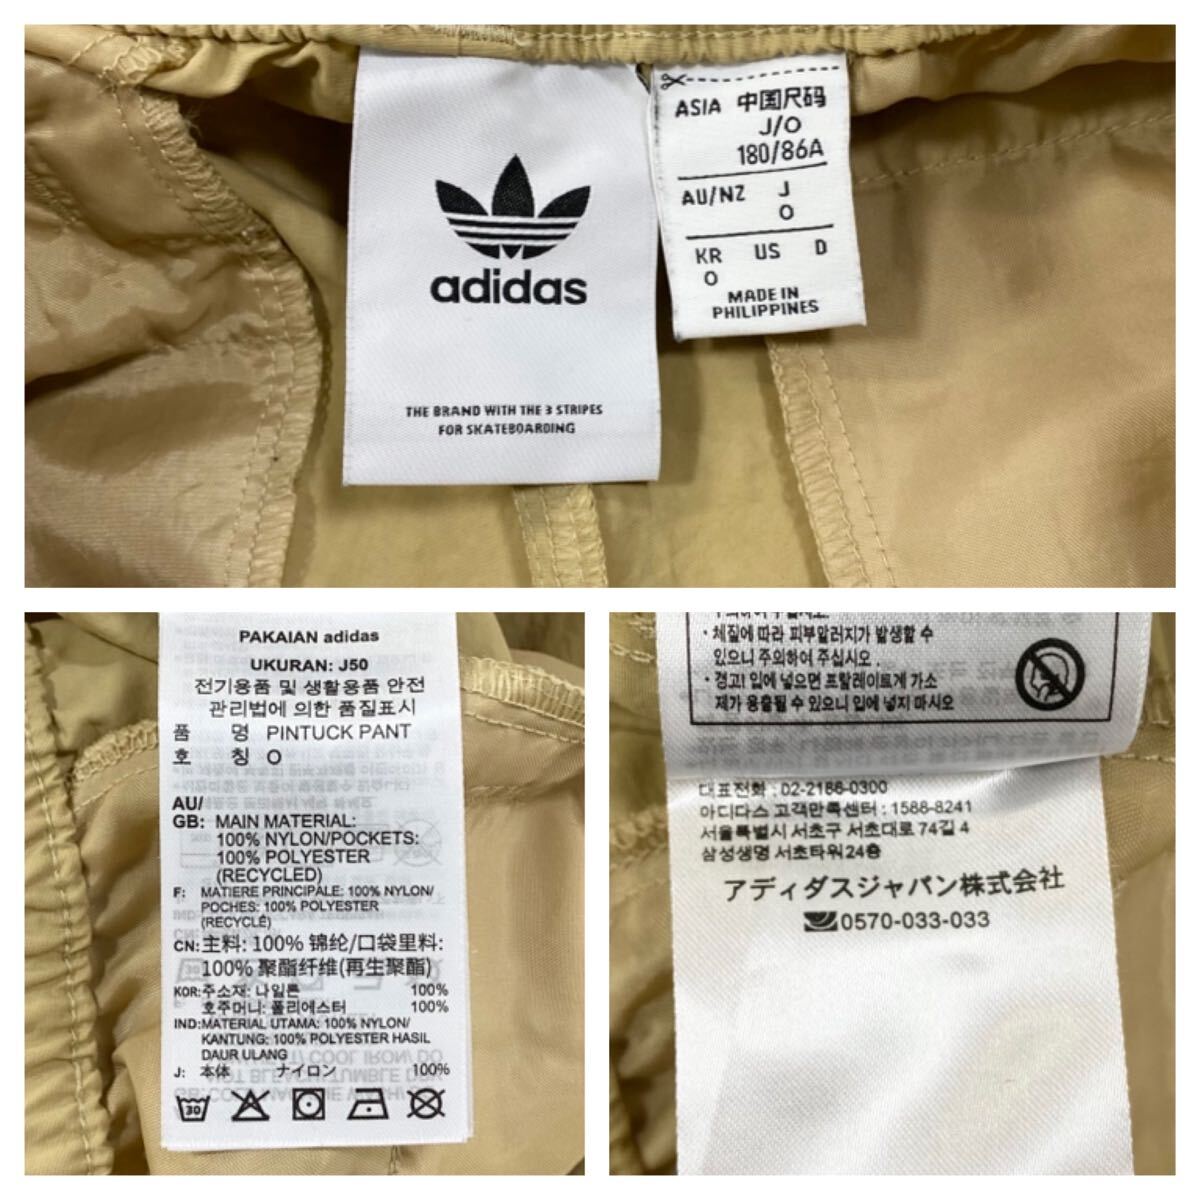 adidas
THE BRAND WITH THE 3 STRIPES
FOR SKATEBOARDING
ASIA 中国尺码
J/O
180/86A
AU/NZ J
O
KR US D
O
MADE IN
PHILIPPINES
PAKAIAN adidas
UKURAN: J50
전기용품 및 생활용품 안전
관리법에 의한 품질표시
품 명 PINTUCK PANT
호 칭 O
AU/
GB: MAIN MATERIAL:
100% NYLON/POCKETS:
100% POLYESTER
(RECYCLED)
F: MATIERE PRINCIPALE: 100% NYLON/
POCHES: 100% POLYESTER
(RECYCLÉ)
CN: 主料: 100% 锦纶/口袋里料:
100% 聚酯纤维(再生聚酯)
KOR: 주소재: 나일론 100%
호주머니: 폴리에스터 100%
IND: MATERIAL UTAMA: 100% NYLON/
KANTUNG: 100% POLYESTER HASIL
DAUR ULANG
J: 本体 ナイロン 100%
30
· 체질에 따라 피부알러지가 발생할 수
있으니 주의하여 주십시오 .
· 경고! 입에 넣으면 프탈레이트계 가소
제가 용출될 수 있으니 입에 넣지 마시오
대표전화 : 02-2186-0300
아디다스 고객만족센터 : 1588-8241
서울특별시 서초구 서초대로 74길 4
삼성생명 서초타워 24층
アディダスジャパン株式会社
0570-033-033